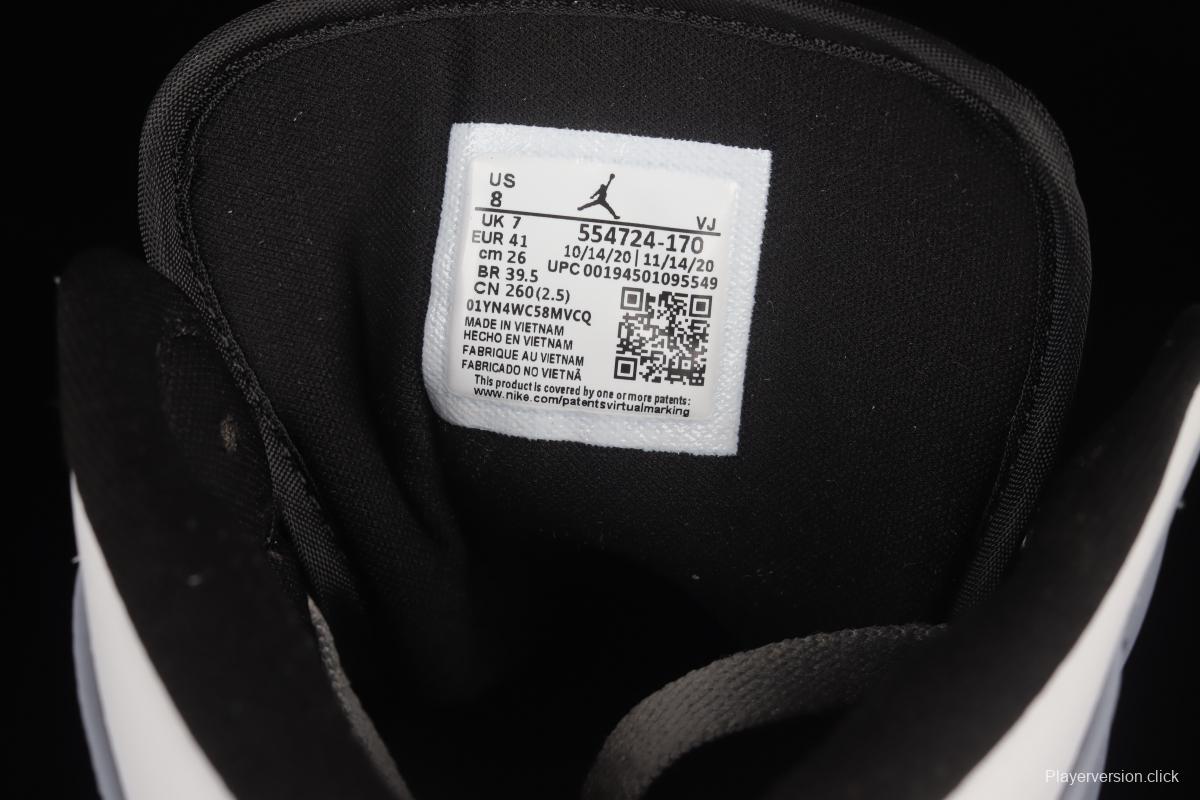 US
8
VJ
UK 7
554724-170
EUR 41
10/14/20 | 11/14/20
cm 26
UPC 00194501095549
BR 39.5
CN 260(2.5)
01YN4WC58MVCQ
MADE IN VIETNAM
HECHO EN VIETNAM
FABRIQUE AU VIETNAM
FABRICADO NO VIETNÃ
This product is covered by one or more patents:
www.nike.com/patentsvirtualmarking
Playerversion.click